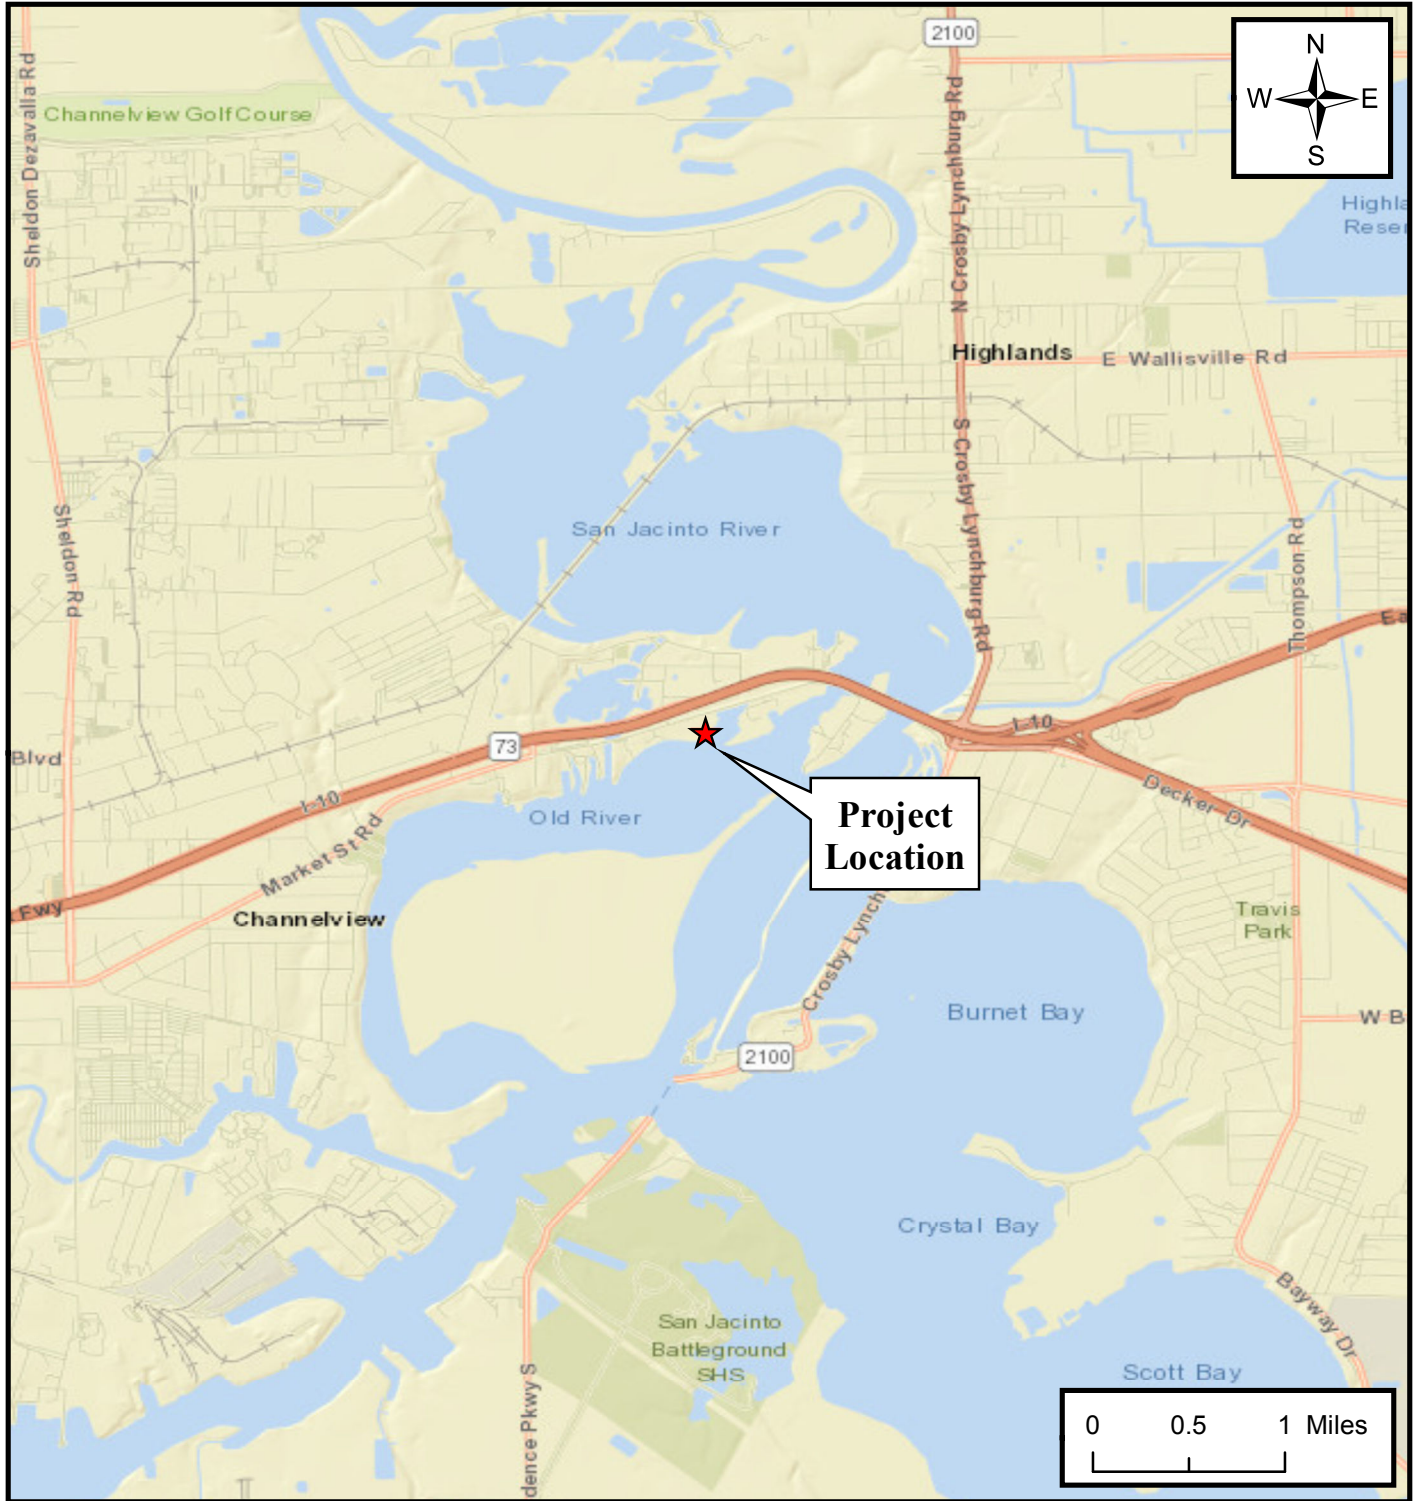 2100
N
W
E
S
Sheldon Dezavalla Rd
Channelview Golf Course
N Crosby Lynchburg Rd
Highla
Reser
Highlands
E Wallisville Rd
S Crosby Lynchburg Rd
San Jacinto River
Sheldon Rd
Thompson Rd
Ea
I-10
73
Blvd
I-10
Decker Dr
Old River
Project
Location
Market St Rd
Fwy
Channelview
Travis
Park
Crosby Lynch
Burnet Bay
W B
2100
Crystal Bay
Bayway Dr
San Jacinto
Battleground
SHS
Scott Bay
dence Pkwy S
0 0.5 1 Miles